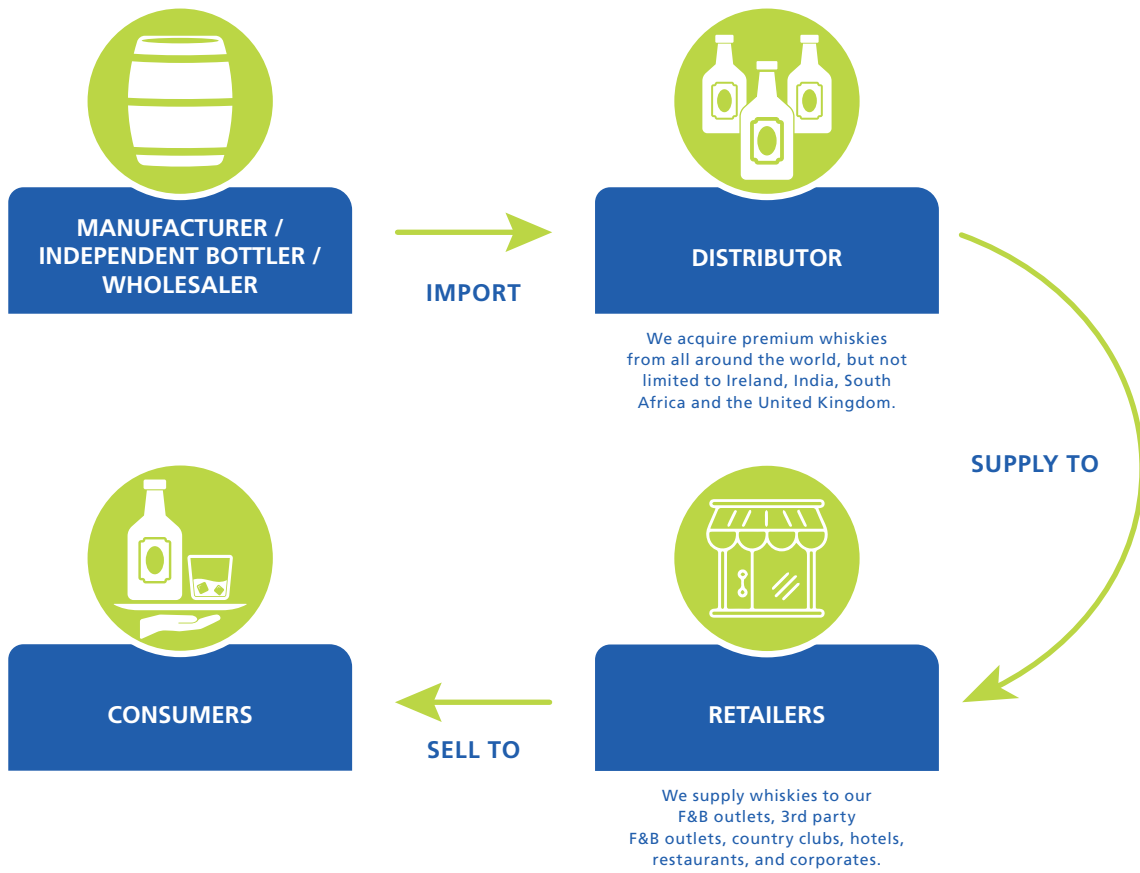 MANUFACTURER /
INDEPENDENT BOTTLER /
WHOLESALER
IMPORT
DISTRIBUTOR
We acquire premium whiskies
from all around the world, but not
limited to Ireland, India, South
Africa and the United Kingdom.
SUPPLY TO
RETAILERS
We supply whiskies to our
F&B outlets, 3rd party
F&B outlets, country clubs, hotels,
restaurants, and corporates.
SELL TO
CONSUMERS